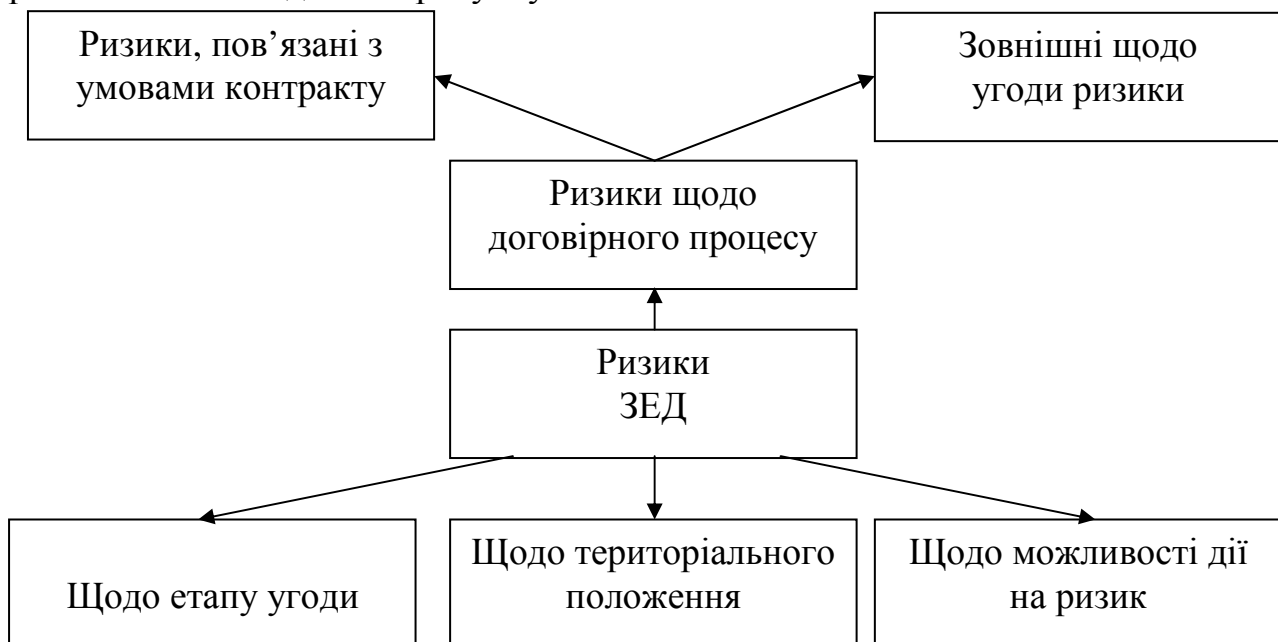 Ризики, пов’язані з
умовами контракту
Зовнішні щодо
угоди ризики
Ризики щодо
договірного процесу
Ризики
ЗЕД
Щодо етапу угоди
Щодо територіального
положення
Щодо можливості дії
на ризик